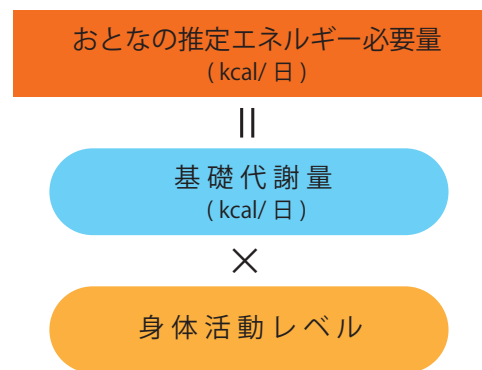 おとなの推定エネルギー必要量
( kcal/ 日 )
=
基礎代謝量
( kcal/ 日 )
×
身体活動レベル